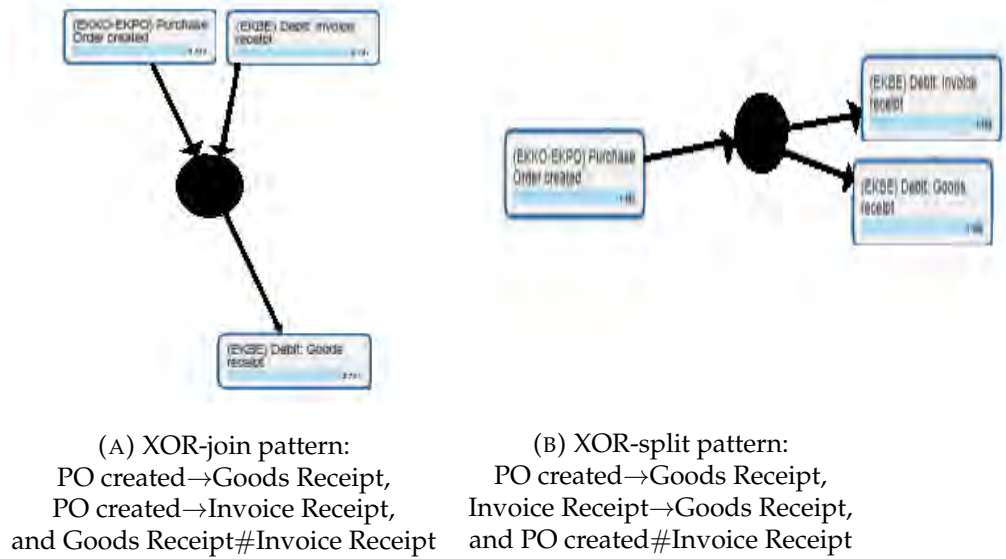 (EKKO-EKPO) Purchase
Order created
(EKBE) Debit: Invoice
receipt
(EKBE) Debit: Goods
receipt
(EKKO-EKPO) Purchase
Order created
(EKBE) Debit: Invoice
receipt
(EKBE) Debit: Goods
receipt
(A) XOR-join pattern:
PO created→Goods Receipt,
PO created→Invoice Receipt,
and Goods Receipt#Invoice Receipt
(B) XOR-split pattern:
PO created→Goods Receipt,
Invoice Receipt→Goods Receipt,
and PO created#Invoice Receipt